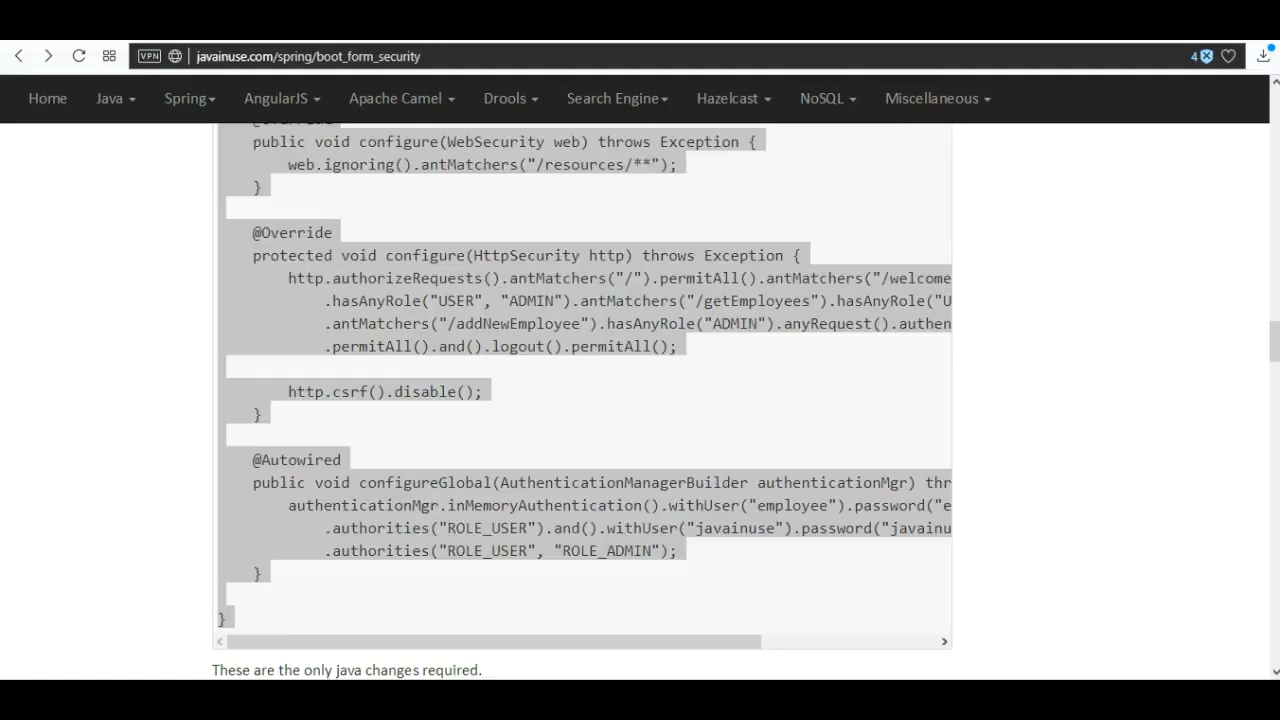 VPN javainuse.com/spring/boot_form_security 4
Home Java Spring AngularJS Apache Camel Drools Search Engine Hazelcast NoSQL Miscellaneous
@Override
public void configure(WebSecurity web) throws Exception {
web.ignoring().antMatchers("/resources/**");
}
@Override
protected void configure(HttpSecurity http) throws Exception {
http.authorizeRequests().antMatchers("/").permitAll().antMatchers("/welcome
.hasAnyRole("USER", "ADMIN").antMatchers("/getEmployees").hasAnyRole("U
.antMatchers("/addNewEmployee").hasAnyRole("ADMIN").anyRequest().authen
.permitAll().and().logout().permitAll();
http.csrf().disable();
}
@Autowired
public void configureGlobal(AuthenticationManagerBuilder authenticationMgr) thr
authenticationMgr.inMemoryAuthentication().withUser("employee").password("e
.authorities("ROLE_USER").and().withUser("javainuse").password("javainu
.authorities("ROLE_USER", "ROLE_ADMIN");
}
}
These are the only java changes required.